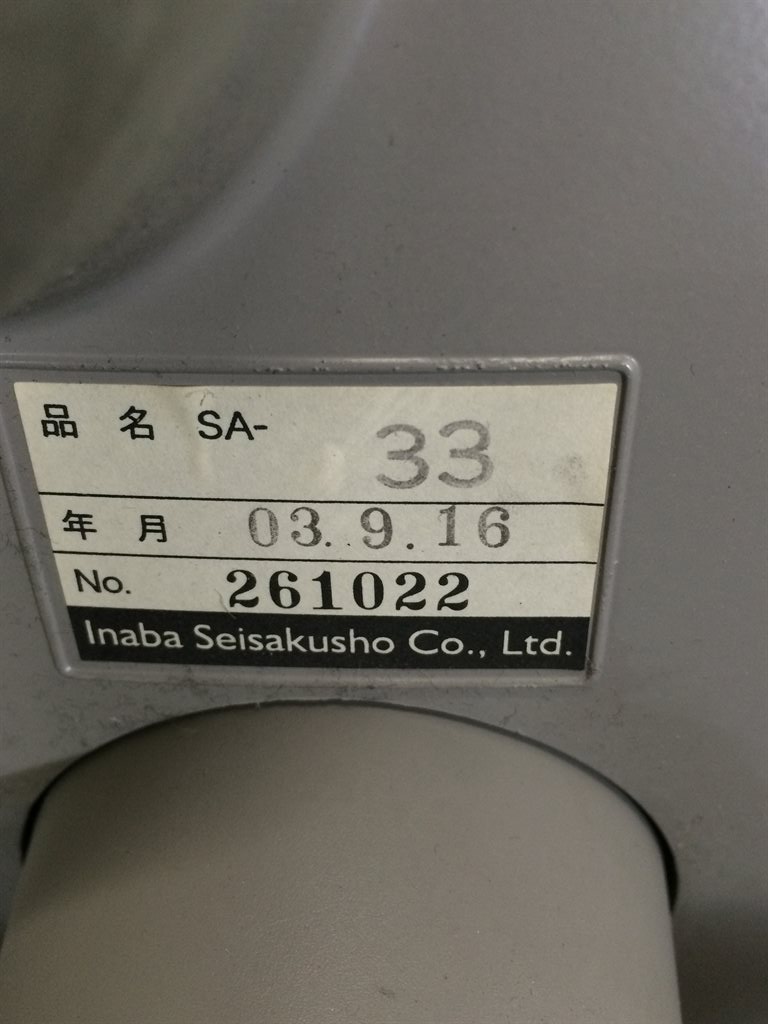 品 名 SA- 33
年 月 03. 9. 16
No. 261022
Inaba Seisakusho Co., Ltd.